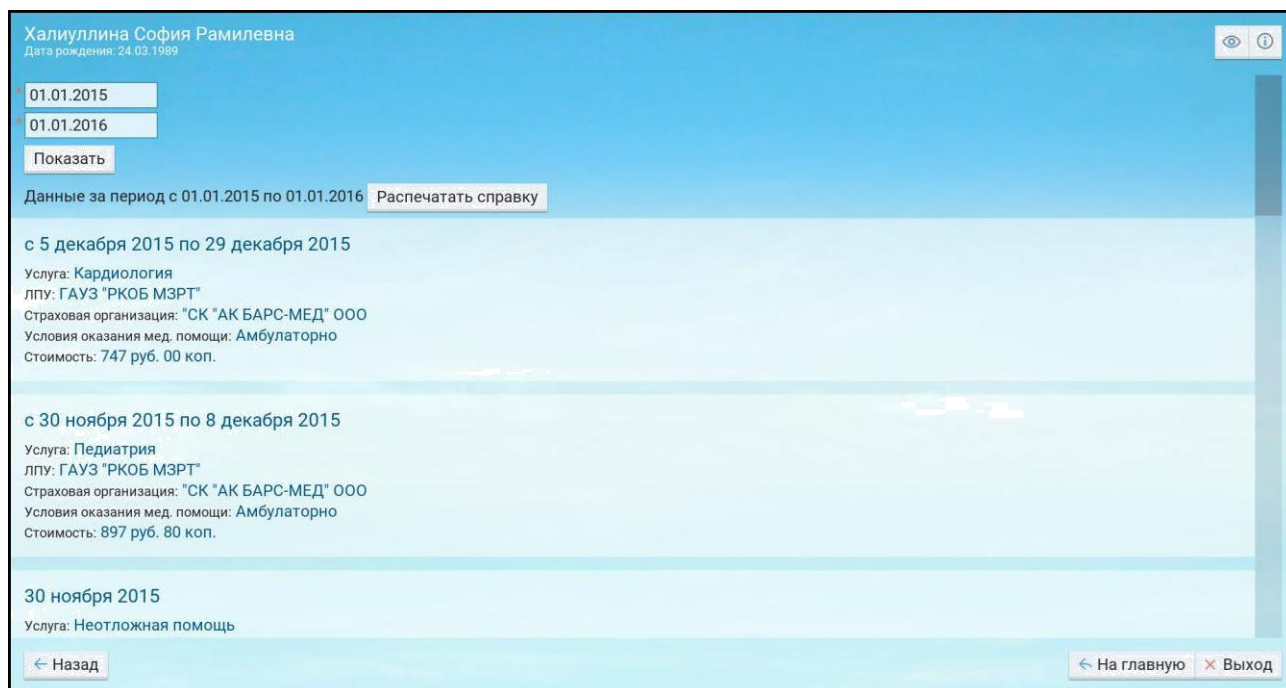 Халиуллина София Рамилевна
Дата рождения: 24.03.1989
* 01.01.2015
* 01.01.2016
Показать
Данные за период с 01.01.2015 по 01.01.2016 Распечатать справку
с 5 декабря 2015 по 29 декабря 2015
Услуга: Кардиология
ЛПУ: ГАУЗ "РКОБ МЗРТ"
Страховая организация: "СК "АК БАРС-МЕД" ООО
Условия оказания мед. помощи: Амбулаторно
Стоимость: 747 руб. 00 коп.
с 30 ноября 2015 по 8 декабря 2015
Услуга: Педиатрия
ЛПУ: ГАУЗ "РКОБ МЗРТ"
Страховая организация: "СК "АК БАРС-МЕД" ООО
Условия оказания мед. помощи: Амбулаторно
Стоимость: 897 руб. 80 коп.
30 ноября 2015
Услуга: Неотложная помощь
Назад
На главную
Выход